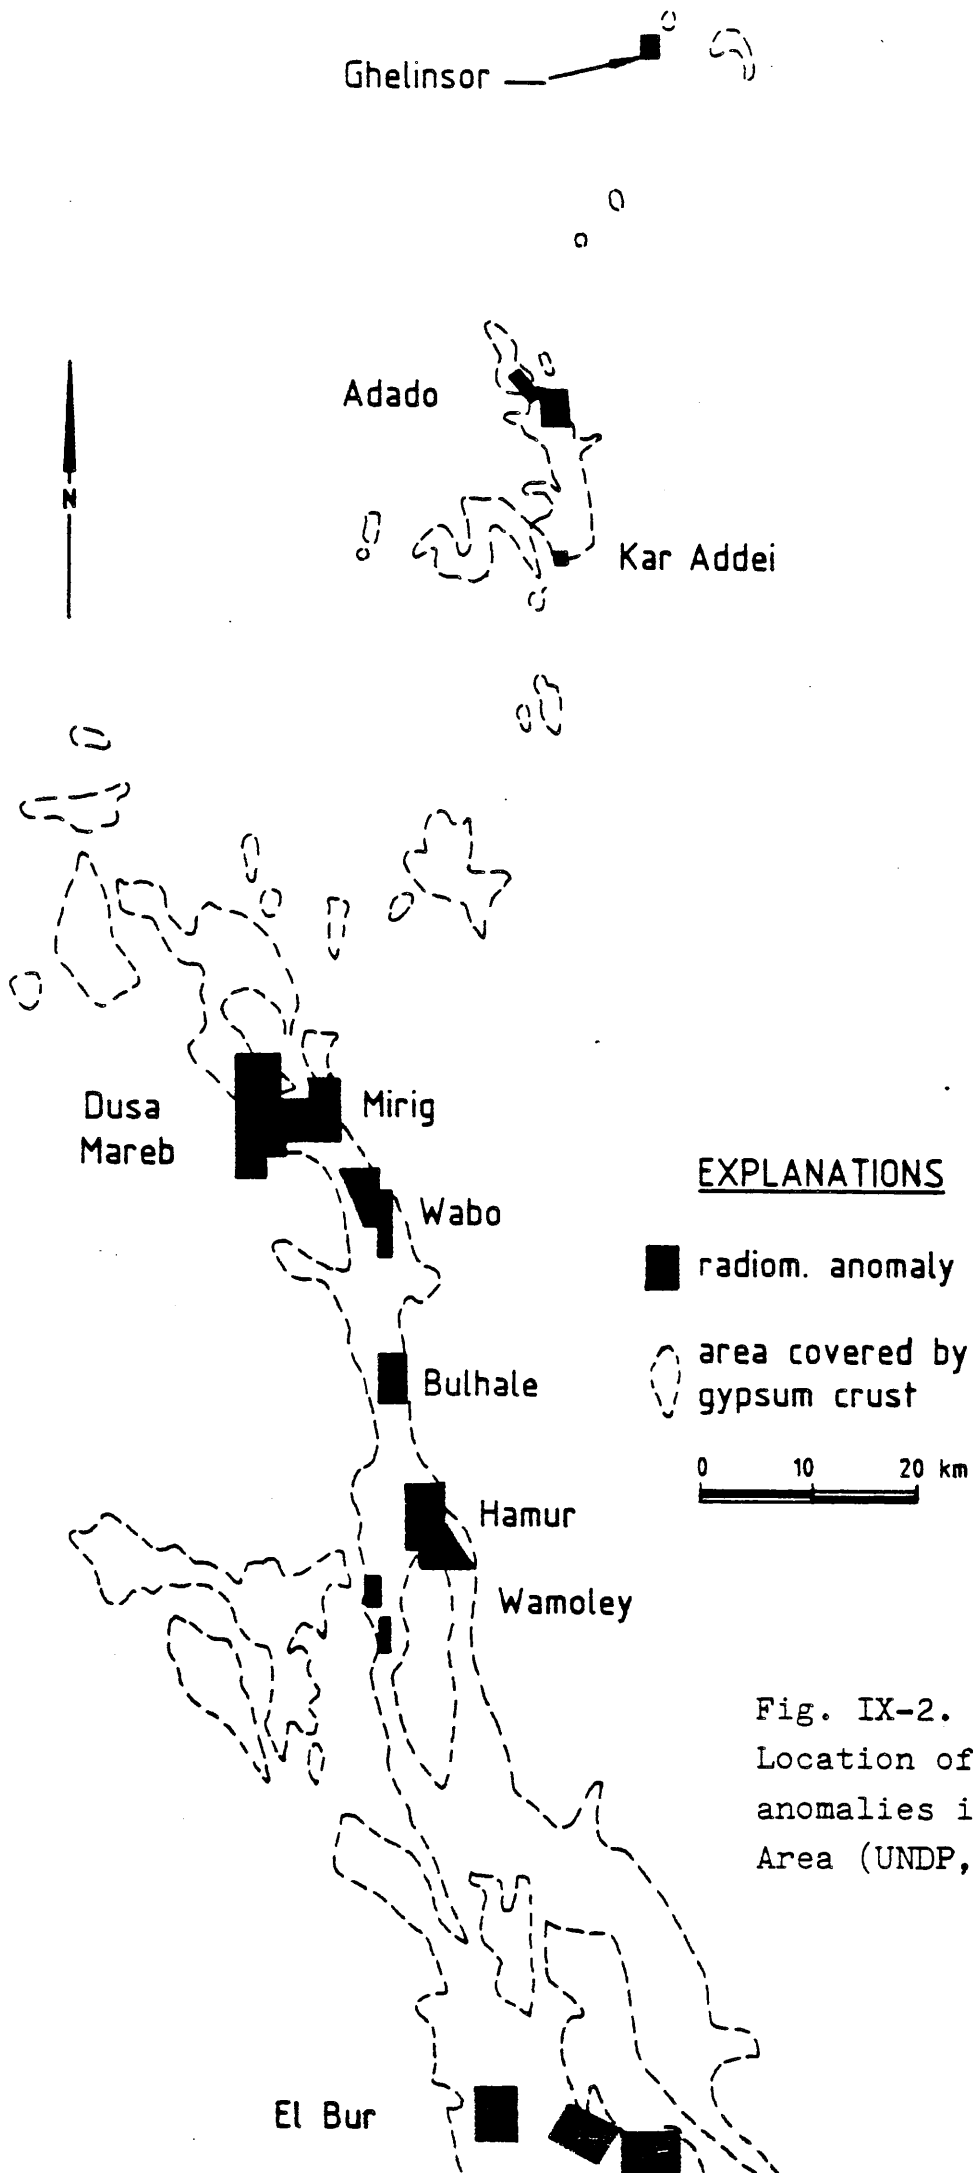 Ghelinsor
Adado
N
Kar Addei
Dusa
Mareb
Mirig
Wabo
EXPLANATIONS
radiom. anomaly
area covered by
gypsum crust
0 10 20 km
Bulhale
Hamur
Wamoley
Fig. IX-2.
Location of
anomalies i
Area (UNDP,
El Bur